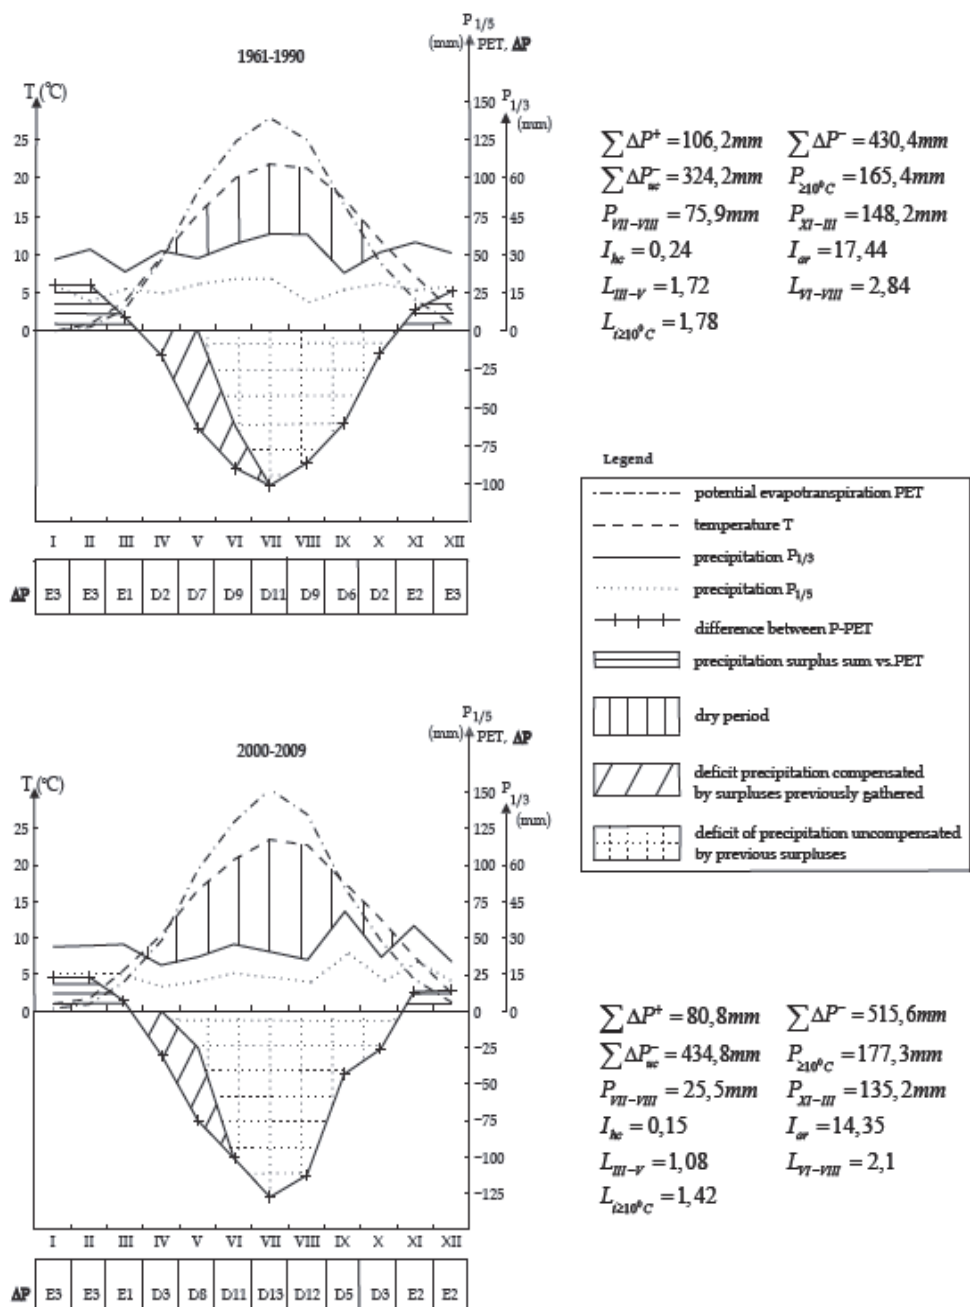 P1/5
(mm) PET, ΔP
1961-1990
T (℃)
P1/3
(mm)
150
25 125
20 100 60
15 75 45
10 50 30
5 25 15
0 0 0
−25
−50
−75
−100
I II III IV V VI VII VIII IX X XI XII
ΔP E3 E3 E1 D2 D7 D9 D11 D9 D6 D2 E2 E3
∑ΔP⁺ = 106,2mm ∑ΔP⁻ = 430,4mm
∑ΔP⁻uc = 324,2mm P≥10⁰C = 165,4mm
PVII−VIII = 75,9mm PXI−III = 148,2mm
Ihc = 0,24 Iar = 17,44
LIII−V = 1,72 LVI−VIII = 2,84
Li≥10⁰C = 1,78
Legend
potential evapotranspiration PET
temperature T
precipitation P1/3
precipitation P1/5
difference between P-PET
precipitation surplus sum vs.PET
dry period
deficit precipitation compensated
by surpluses previously gathered
deficit of precipitation uncompensated
by previous surpluses
P1/5
(mm) PET, ΔP
2000-2009
T (℃)
P1/3
(mm)
150
25 125
20 100 60
15 75 45
10 50 30
5 25 15
0 0 0
−25
−50
−75
−100
−125
I II III IV V VI VII VIII IX X XI XII
ΔP E3 E3 E1 D3 D8 D11 D13 D12 D5 D3 E2 E2
∑ΔP⁺ = 80,8mm ∑ΔP⁻ = 515,6mm
∑ΔP⁻uc = 434,8mm P≥10⁰C = 177,3mm
PVII−VIII = 25,5mm PXI−III = 135,2mm
Ihc = 0,15 Iar = 14,35
LIII−V = 1,08 LVI−VIII = 2,1
Li≥10⁰C = 1,42